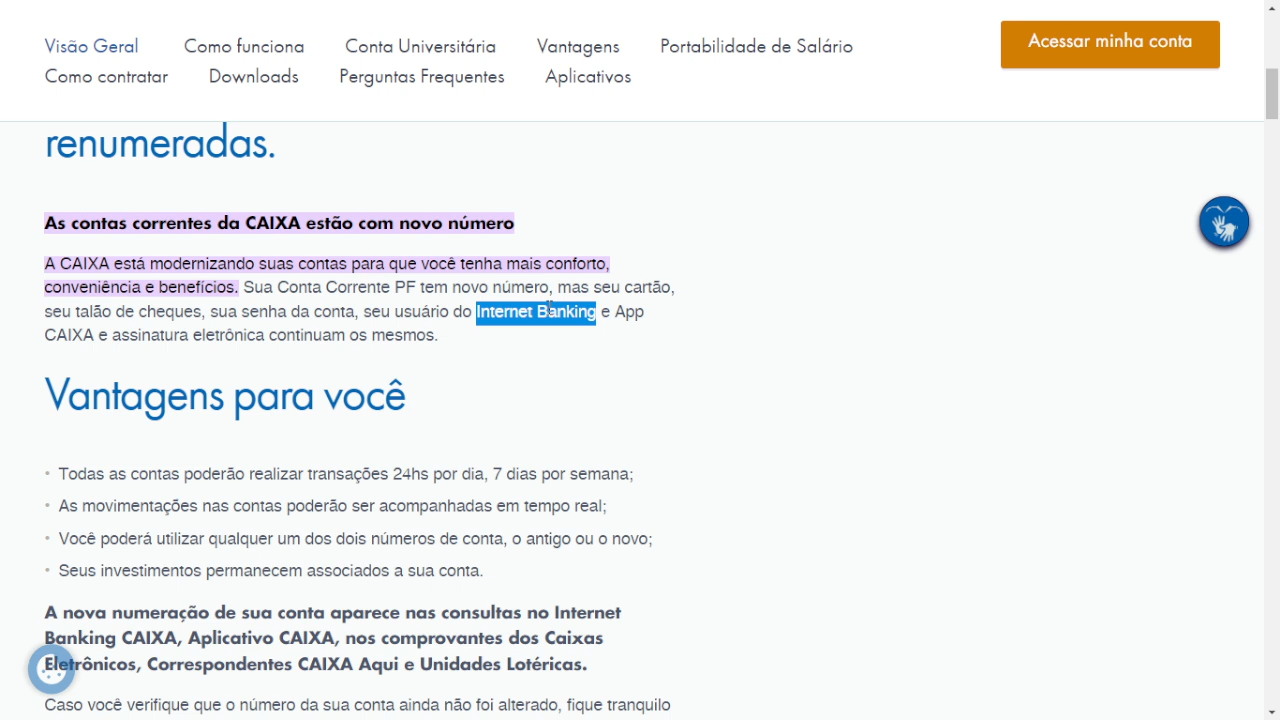 Visão Geral Como funciona Conta Universitária Vantagens Portabilidade de Salário
Como contratar Downloads Perguntas Frequentes Aplicativos
Acessar minha conta
renumeradas.
As contas correntes da CAIXA estão com novo número
A CAIXA está modernizando suas contas para que você tenha mais conforto,
conveniência e benefícios. Sua Conta Corrente PF tem novo número, mas seu cartão,
seu talão de cheques, sua senha da conta, seu usuário do Internet Banking e App
CAIXA e assinatura eletrônica continuam os mesmos.
Vantagens para você
• Todas as contas poderão realizar transações 24hs por dia, 7 dias por semana;
• As movimentações nas contas poderão ser acompanhadas em tempo real;
• Você poderá utilizar qualquer um dos dois números de conta, o antigo ou o novo;
• Seus investimentos permanecem associados a sua conta.
A nova numeração de sua conta aparece nas consultas no Internet
Banking CAIXA, Aplicativo CAIXA, nos comprovantes dos Caixas
Eletrônicos, Correspondentes CAIXA Aqui e Unidades Lotéricas.
Caso você verifique que o número da sua conta ainda não foi alterado, fique tranquilo